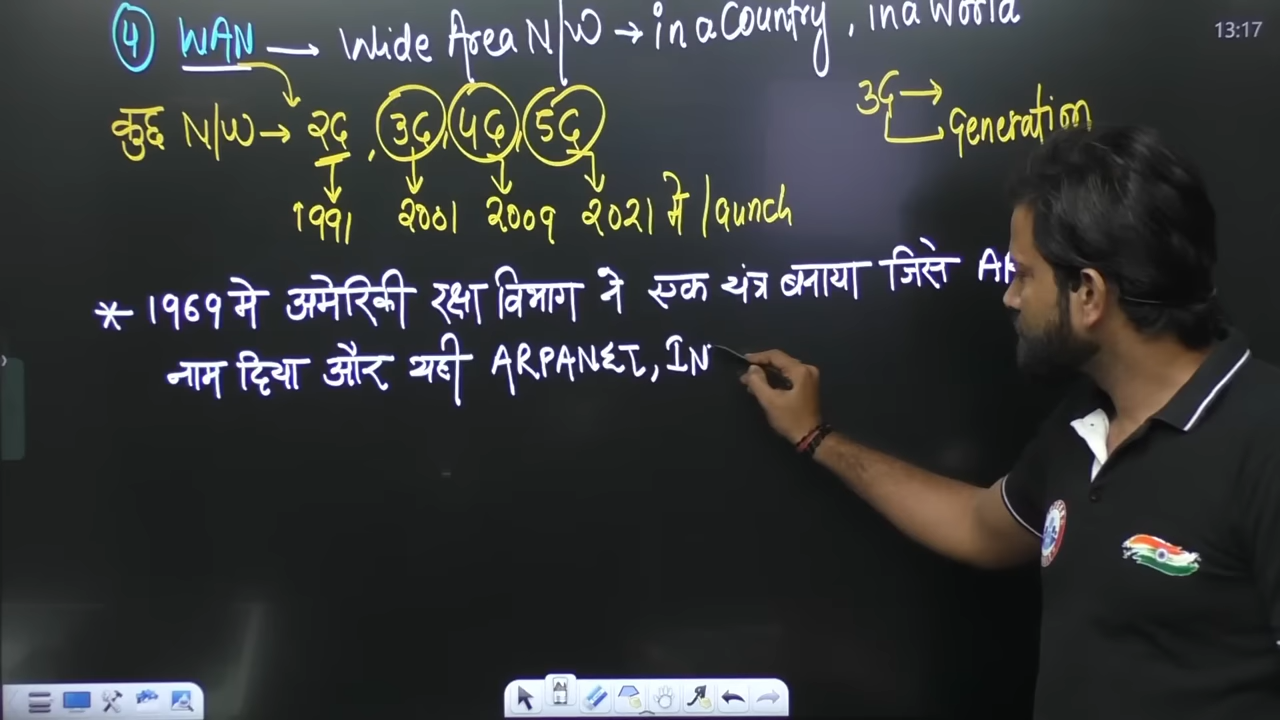 ④ WAN → Wide Area N/W → in a Country, in a World
13:17
कुछ N/W → 2G, 3G, 4G, 5G
3G →
Generation
1991 2001 2009 2021 में launch
* 1969 मे अमेरिकी रक्षा विभाग ने एक यंत्र बनाया जिसे
नाम दिया और यही ARPANET, IN